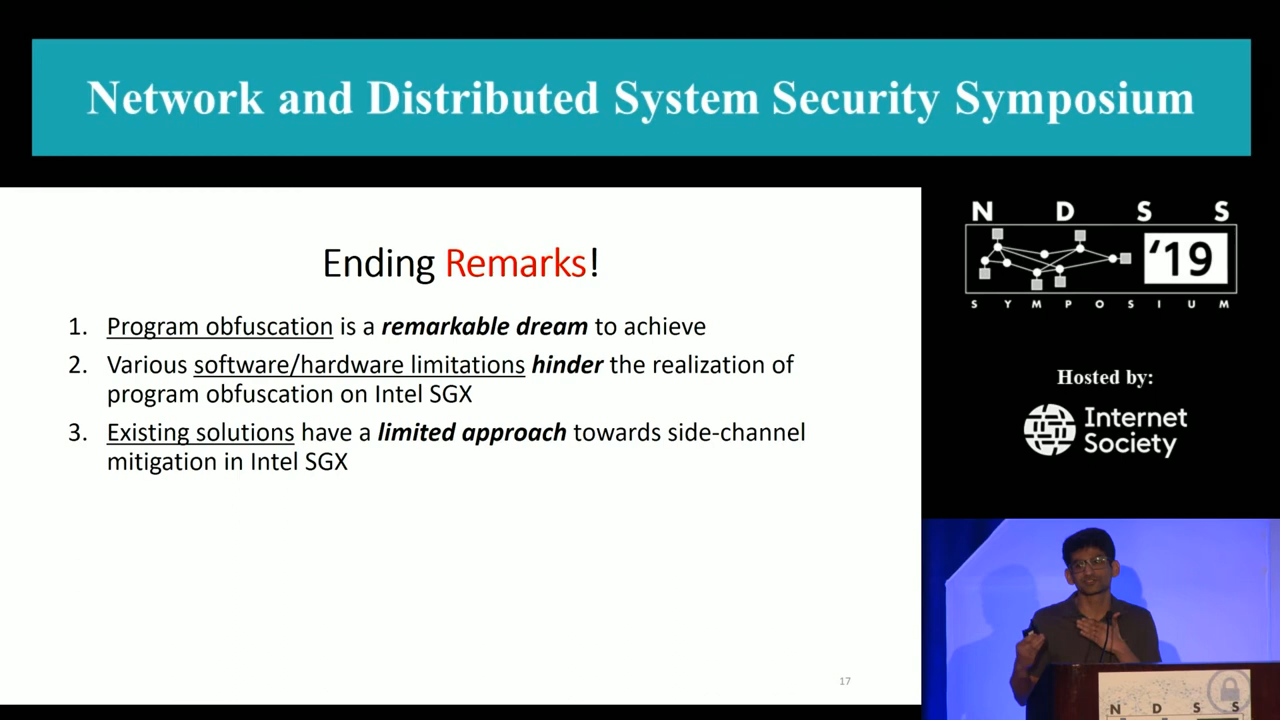 Network and Distributed System Security Symposium
N D S S
'19
S Y M P O S I U M
Hosted by:
Internet
Society
Ending Remarks!
1. Program obfuscation is a remarkable dream to achieve
2. Various software/hardware limitations hinder the realization of
program obfuscation on Intel SGX
3. Existing solutions have a limited approach towards side-channel
mitigation in Intel SGX
17
N D S S